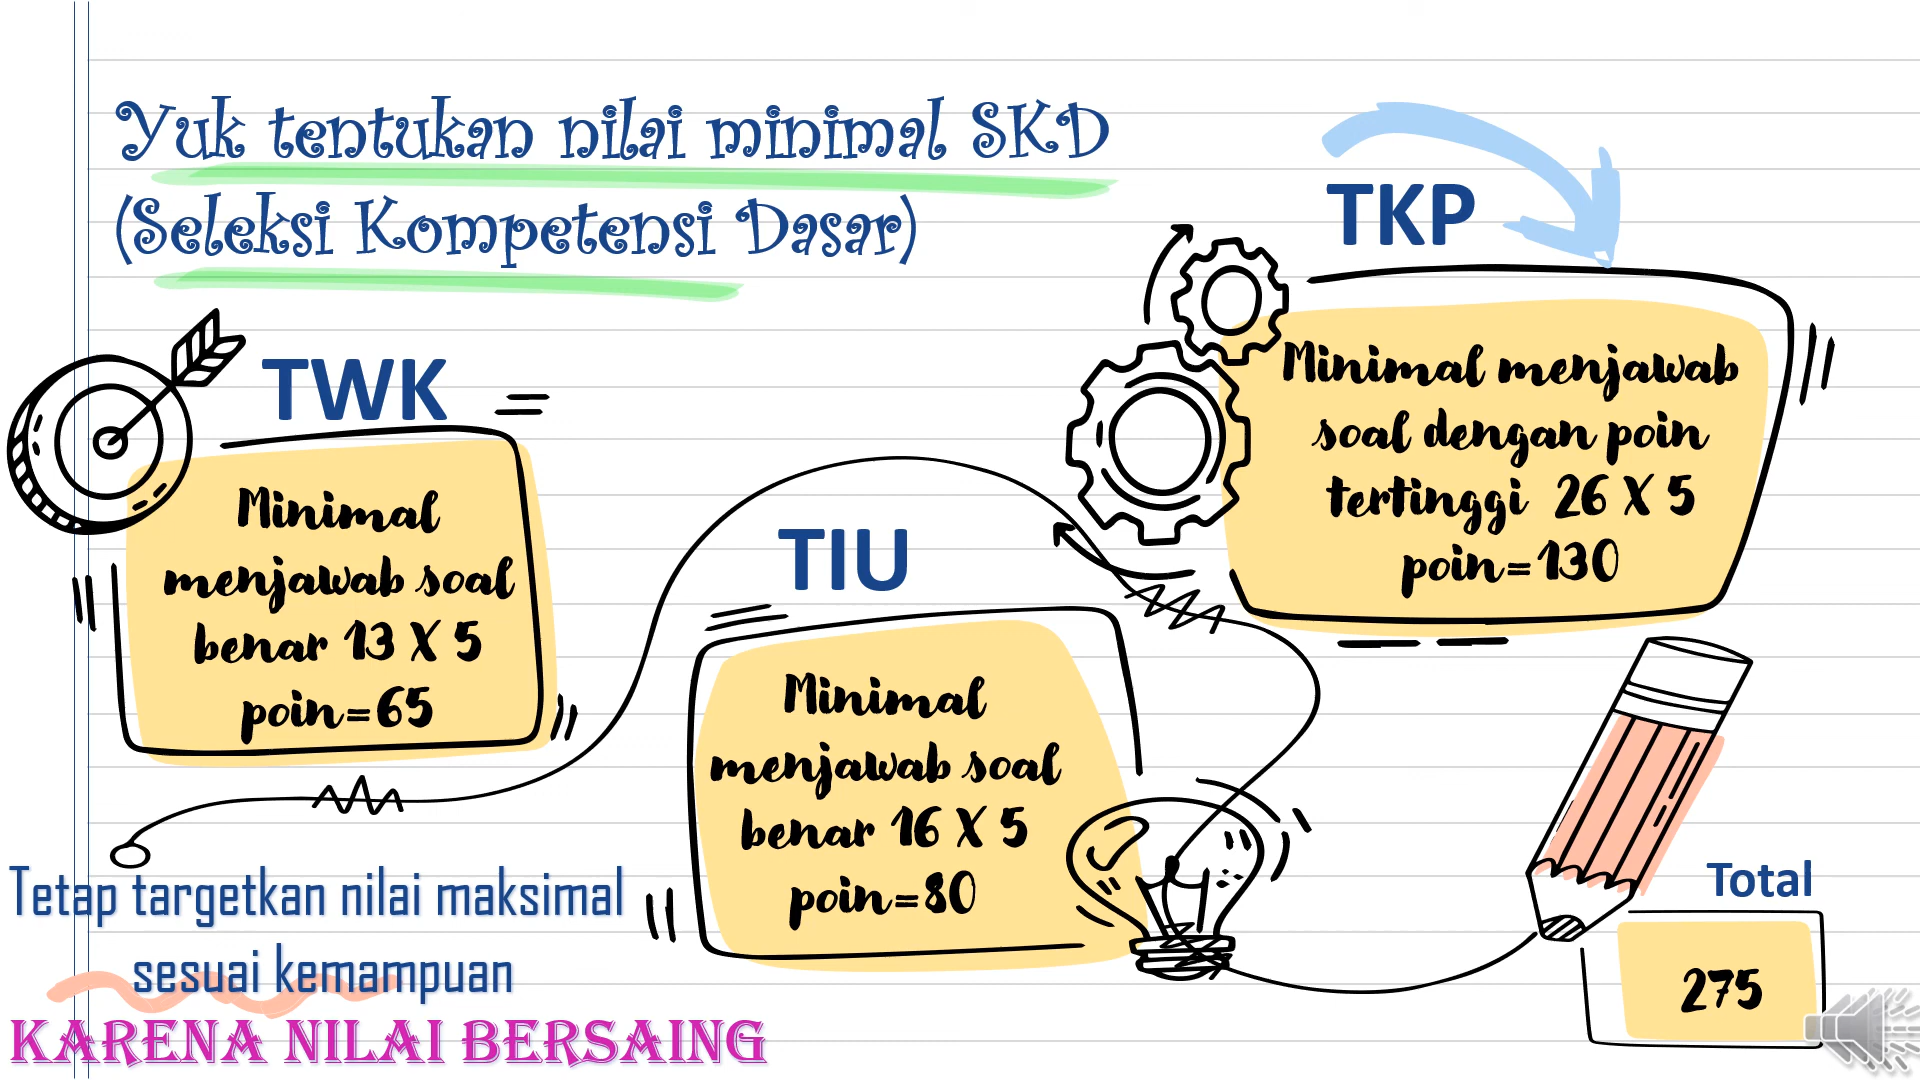 Yuk tentukan nilai minimal SKD
(Seleksi Kompetensi Dasar)
TWK
Minimal
menjawab soal
benar 13 X 5
poin=65
TIU
Minimal
menjawab soal
benar 16 X 5
poin=80
TKP
Minimal menjawab
soal dengan poin
tertinggi 26 X 5
poin=130
Total
275
Tetap targetkan nilai maksimal
sesuai kemampuan
KARENA NILAI BERSAING